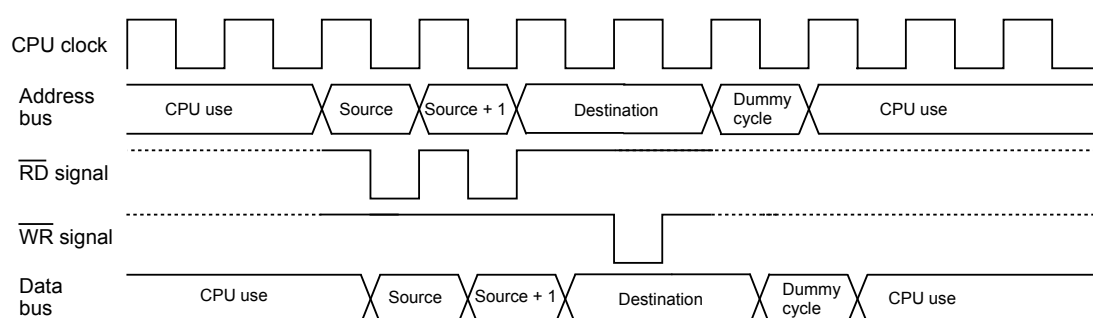 CPU clock
Address
bus
CPU use
Source
Source + 1
Destination
Dummy
cycle
CPU use
RD signal
WR signal
Data
bus
CPU use
Source
Source + 1
Destination
Dummy
cycle
CPU use